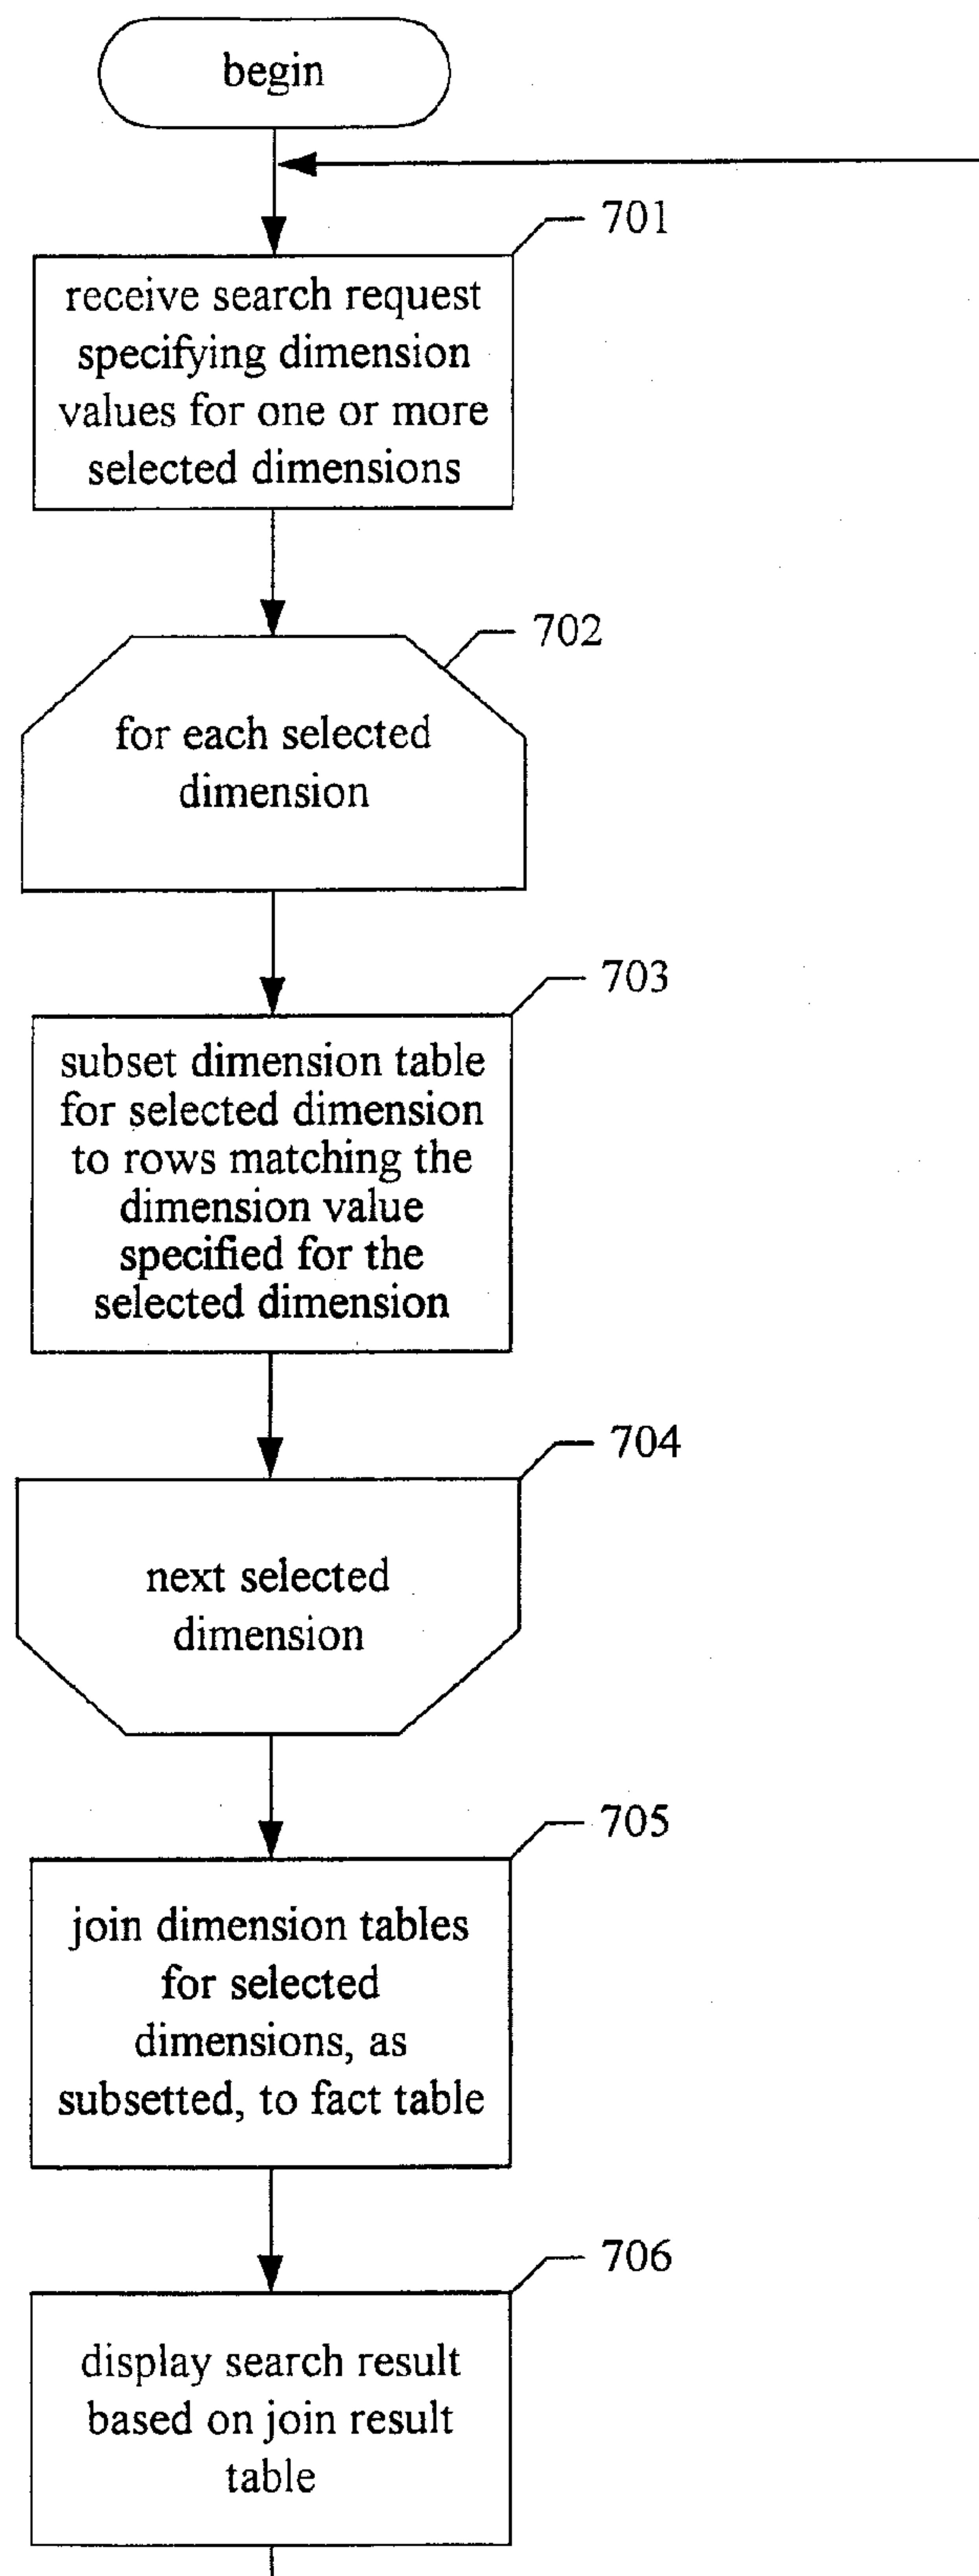 begin
701
receive search request
specifying dimension
values for one or more
selected dimensions
702
for each selected
dimension
703
subset dimension table
for selected dimension
to rows matching the
dimension value
specified for the
selected dimension
704
next selected
dimension
705
join dimension tables
for selected
dimensions, as
subsetted, to fact table
706
display search result
based on join result
table